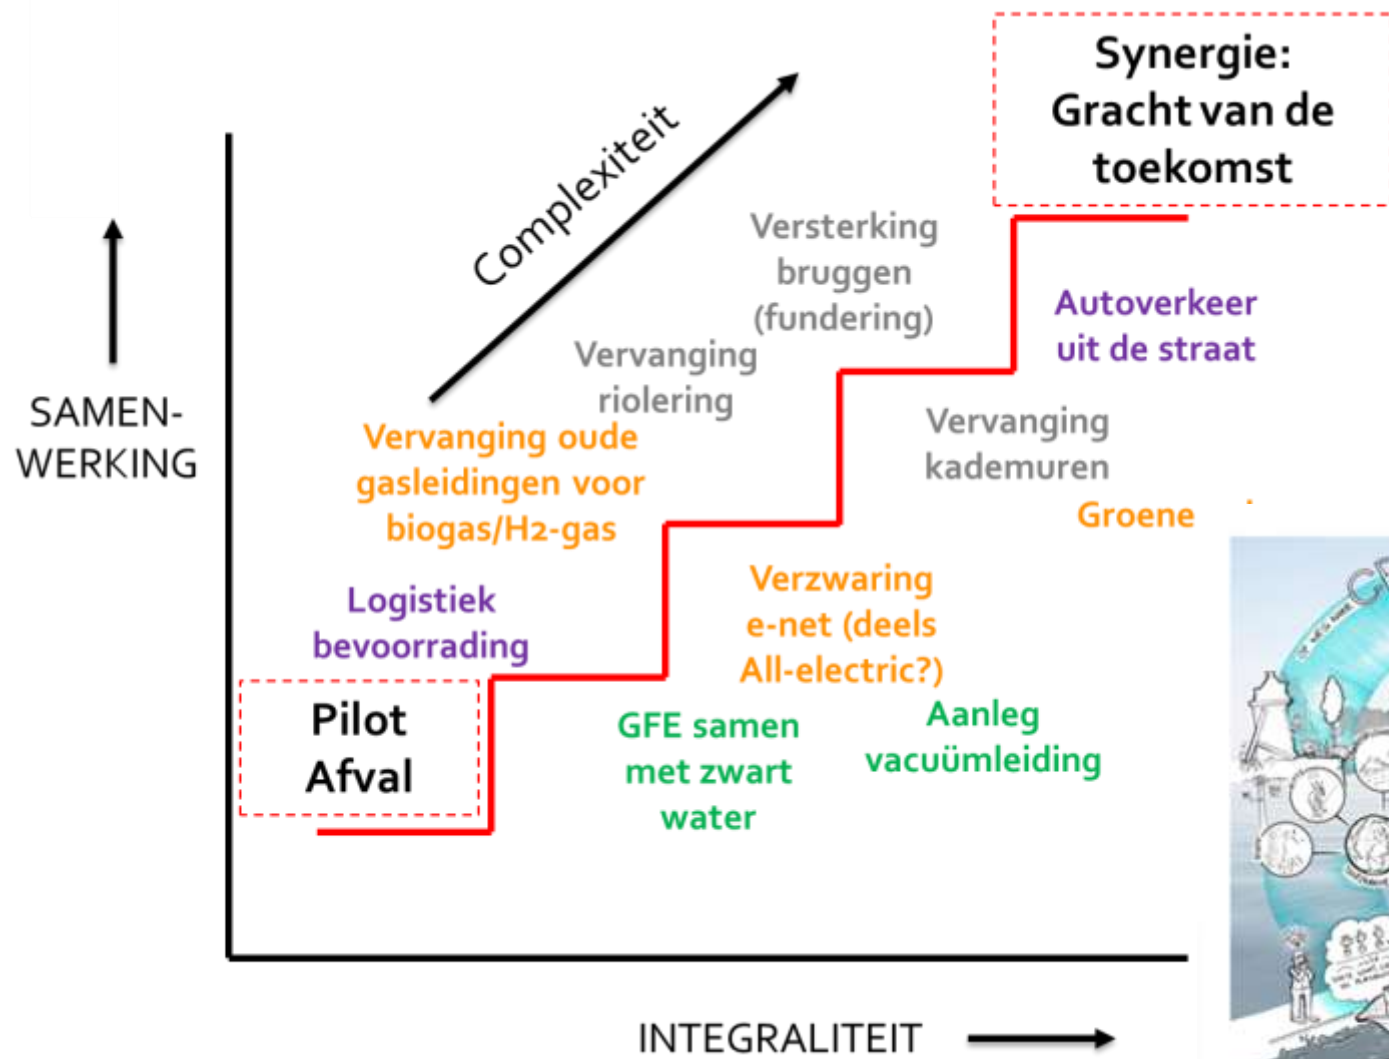 Synergie:
Gracht van de
toekomst
Complexiteit
Versterking
bruggen
(fundering)
Autoverkeer
uit de straat
Vervanging
riolering
SAMEN-
WERKING
Vervanging oude
gasleidingen voor
biogas/H2-gas
Vervanging
kademuren
Groene
Logistiek
bevoorrading
Verzwaring
e-net (deels
All-electric?)
Pilot
Afval
GFE samen
met zwart
water
Aanleg
vacuümleiding
INTEGRALITEIT